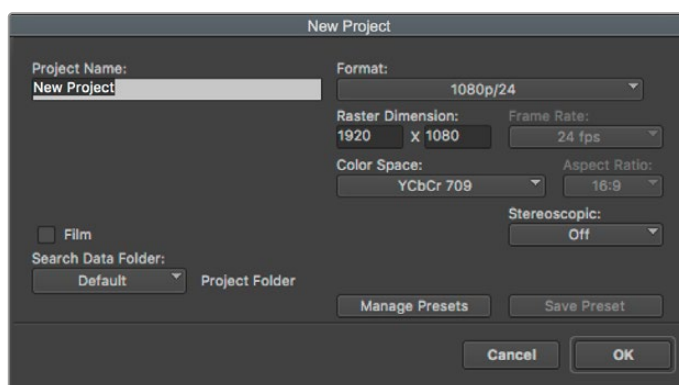 New Project
Project Name:
New Project
Format:
1080p/24
Raster Dimension:
Frame Rate:
1920 x 1080
24 fps
Color Space:
Aspect Ratio:
YCbCr 709
16:9
Stereoscopic:
Off
Film
Search Data Folder:
Default
Project Folder
Manage Presets
Save Preset
Cancel
OK